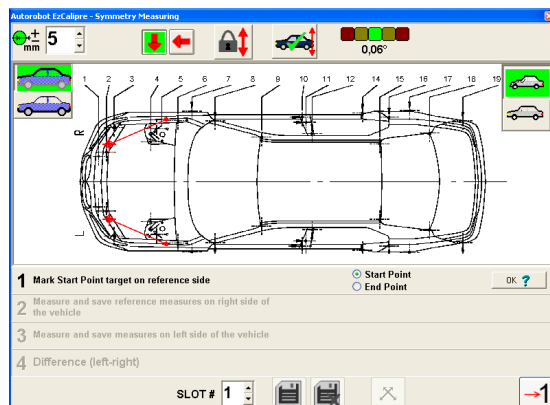 Autorobot EzCalipre - Symmetry Measuring
± mm 5
0,06°
1 2 3 4 5 6 7 8 9 10 11 12 13 14 15 16 17 18 19
R
L
1 Mark Start Point target on reference side
Start Point
End Point
OK ?
2 Measure and save reference measures on right side of
the vehicle
3 Measure and save measures on left side of the vehicle
4 Difference (left-right)
SLOT # 1
→1